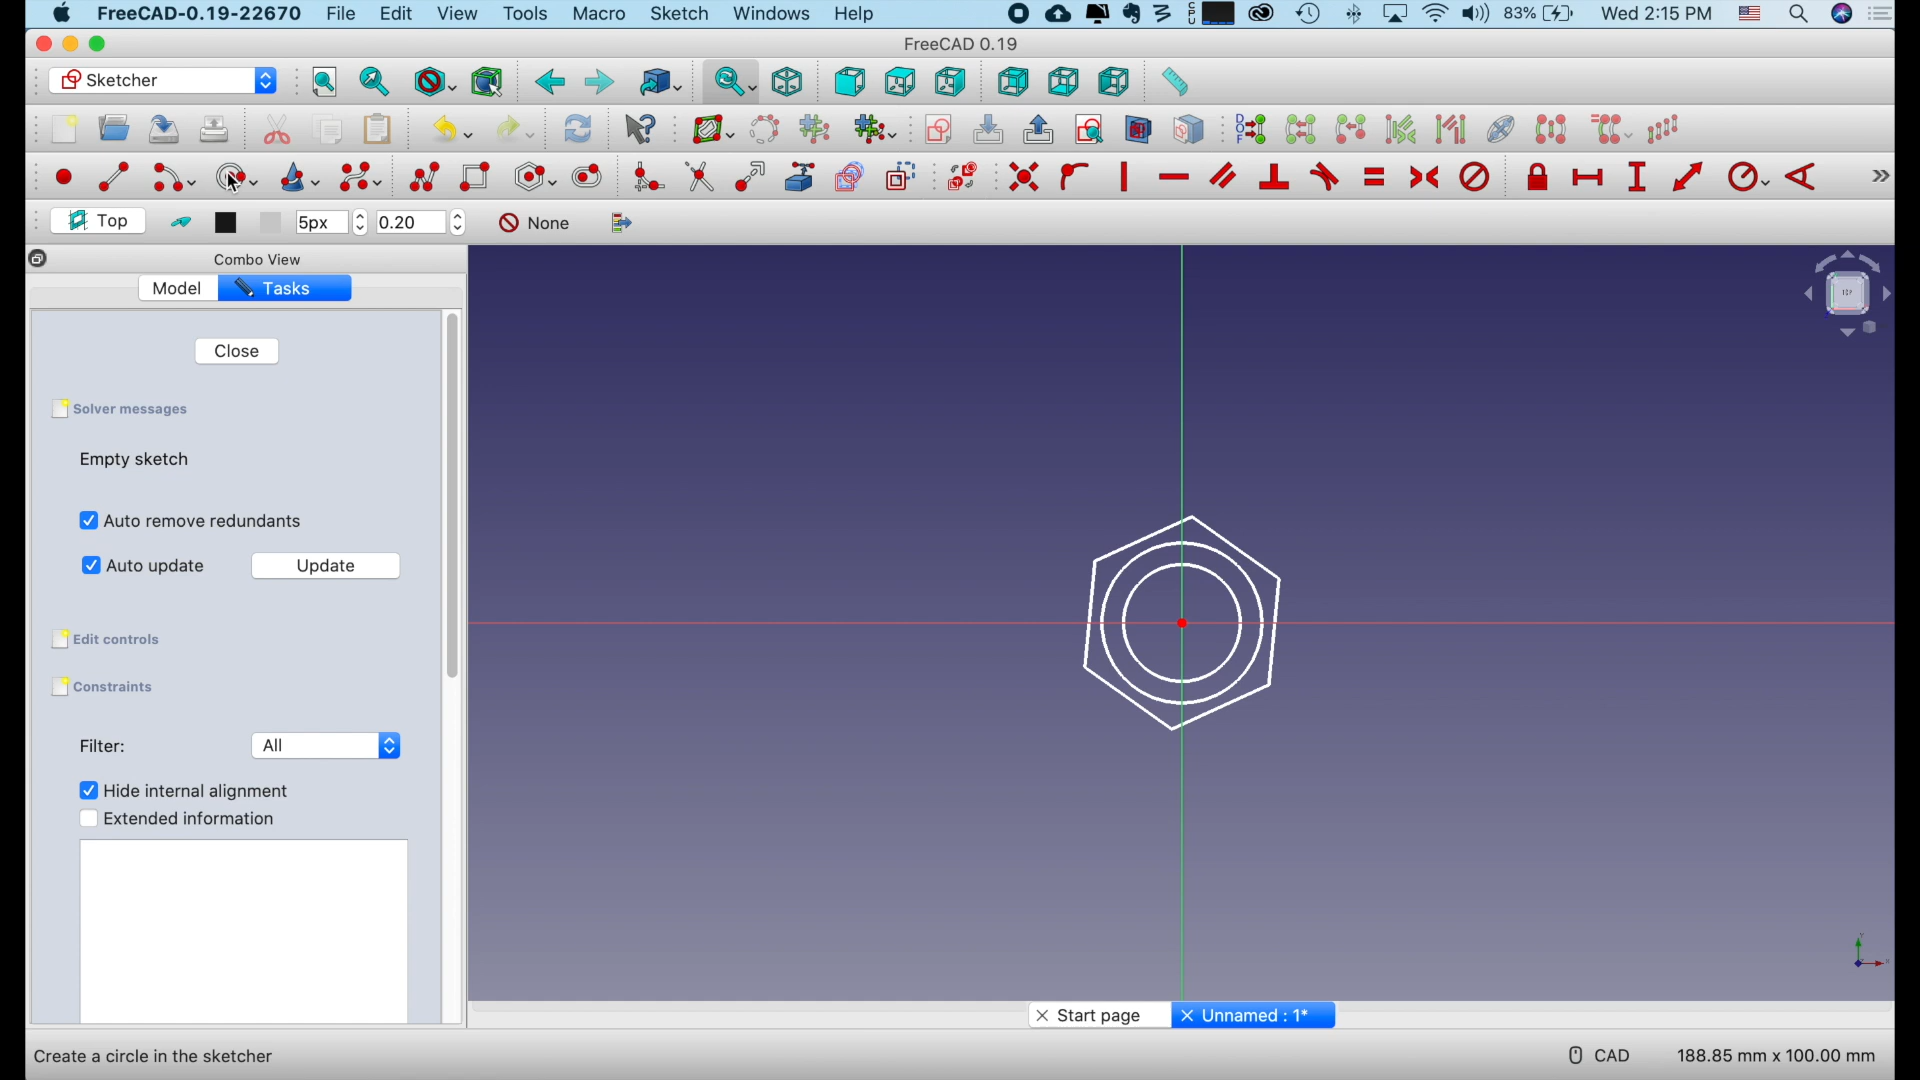 FreeCAD-0.19-22670 File Edit View Tools Macro Sketch Windows Help CPU 83% Wed 2:15 PM
FreeCAD 0.19
Sketcher
DOF
Top 5px 0.20 None
Combo View
Model Tasks
TOP
Close
Solver messages
Empty sketch
Auto remove redundants
Auto update Update
Edit controls
Constraints
Filter: All
Hide internal alignment
Extended information
Start page Unnamed : 1*
Create a circle in the sketcher CAD 188.85 mm x 100.00 mm